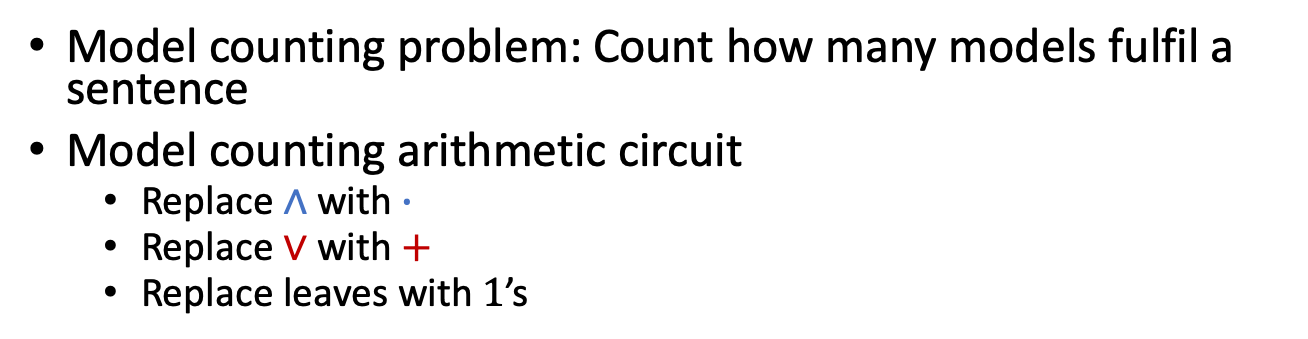 • Model counting problem: Count how many models fulfil a
sentence
• Model counting arithmetic circuit
• Replace ∧ with ·
• Replace ∨ with +
• Replace leaves with 1’s